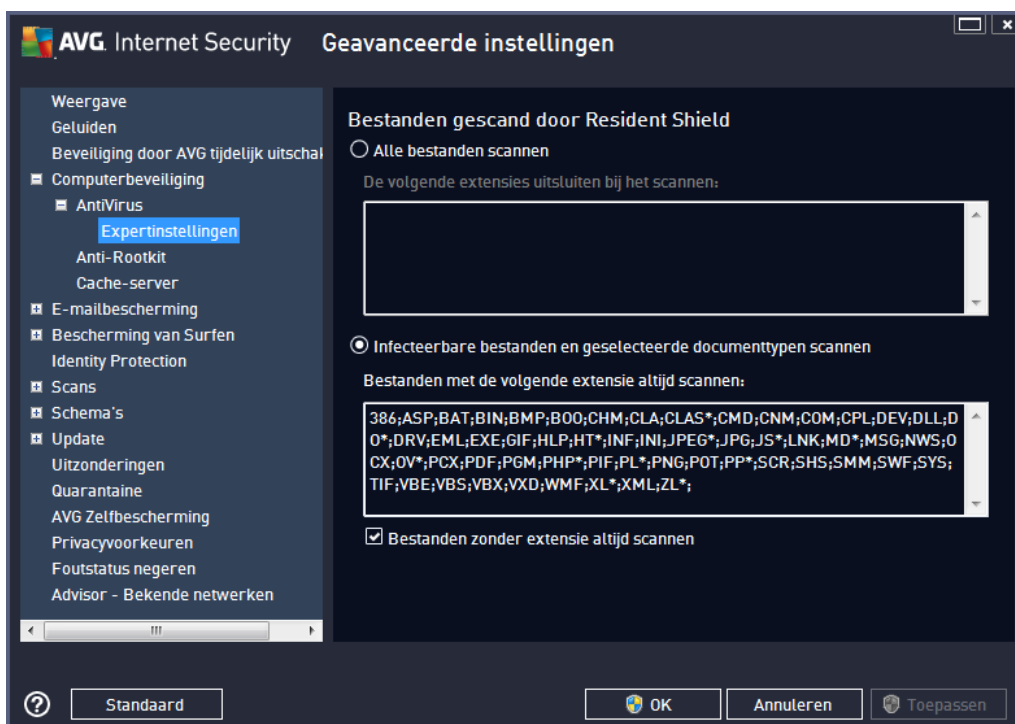 AVG. Internet Security Geavanceerde instellingen
Weergave
Geluiden
Beveiliging door AVG tijdelijk uitschak
Computerbeveiliging
AntiVirus
Expertinstellingen
Anti-Rootkit
Cache-server
E-mailbescherming
Bescherming van Surfen
Identity Protection
Scans
Schema's
Update
Uitzonderingen
Quarantaine
AVG Zelfbescherming
Privacyvoorkeuren
Foutstatus negeren
Advisor - Bekende netwerken
Bestanden gescand door Resident Shield
Alle bestanden scannen
De volgende extensies uitsluiten bij het scannen:
Infecteerbare bestanden en geselecteerde documenttypen scannen
Bestanden met de volgende extensie altijd scannen:
386;ASP;BAT;BIN;BMP;BOO;CHM;CLA;CLAS*;CMD;CNM;COM;CPL;DEV;DLL;D
O*;DRV;EML;EXE;GIF;HLP;HT*;INF;INI;JPEG*;JPG;JS*;LNK;MD*;MSG;NWS;O
CX;OV*;PCX;PDF;PGM;PHP*;PIF;PL*;PNG;POT;PP*;SCR;SHS;SMM;SWF;SYS;
TIF;VBE;VBS;VBX;VXD;WMF;XL*;XML;ZL*;
Bestanden zonder extensie altijd scannen
? Standaard OK Annuleren Toepassen